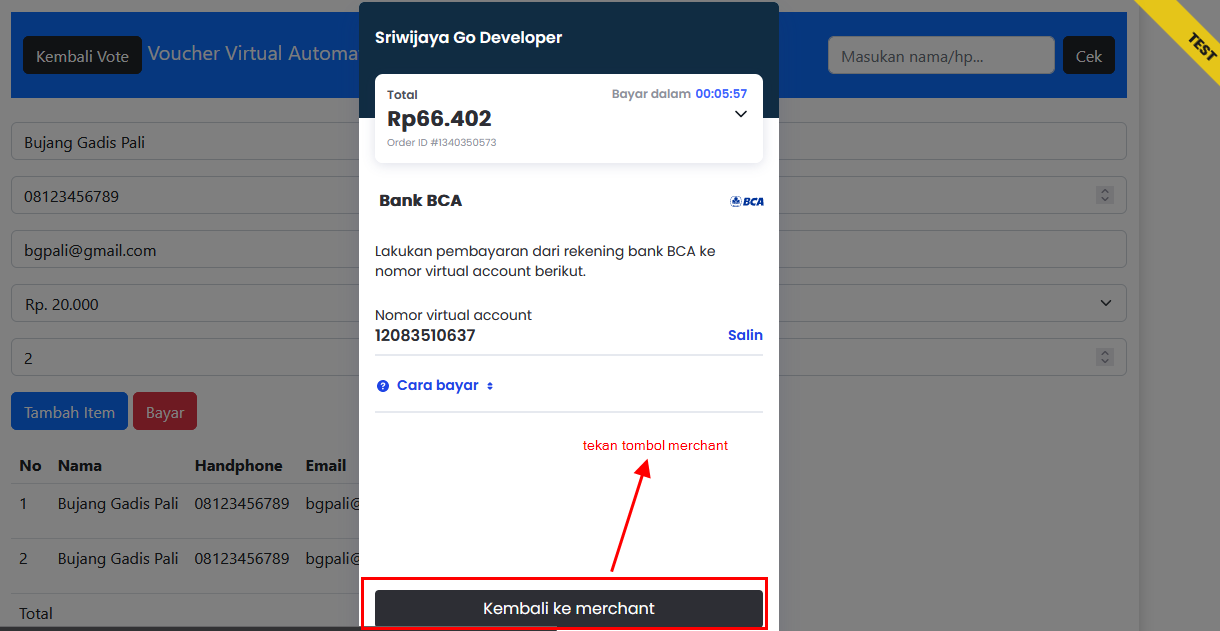 Kembali Vote
Voucher Virtual Automa
Masukan nama/hp...
Cek
TEST
Bujang Gadis Pali
08123456789
bgpali@gmail.com
Rp. 20.000
2
Tambah Item
Bayar
No Nama Handphone Email
1 Bujang Gadis Pali 08123456789 bgpali@
2 Bujang Gadis Pali 08123456789 bgpali@
Total
Sriwijaya Go Developer
Total
Bayar dalam 00:05:57
Rp66.402
Order ID #1340350573
Bank BCA
BCA
Lakukan pembayaran dari rekening bank BCA ke
nomor virtual account berikut.
Nomor virtual account
12083510637
Salin
? Cara bayar
tekan tombol merchant
Kembali ke merchant